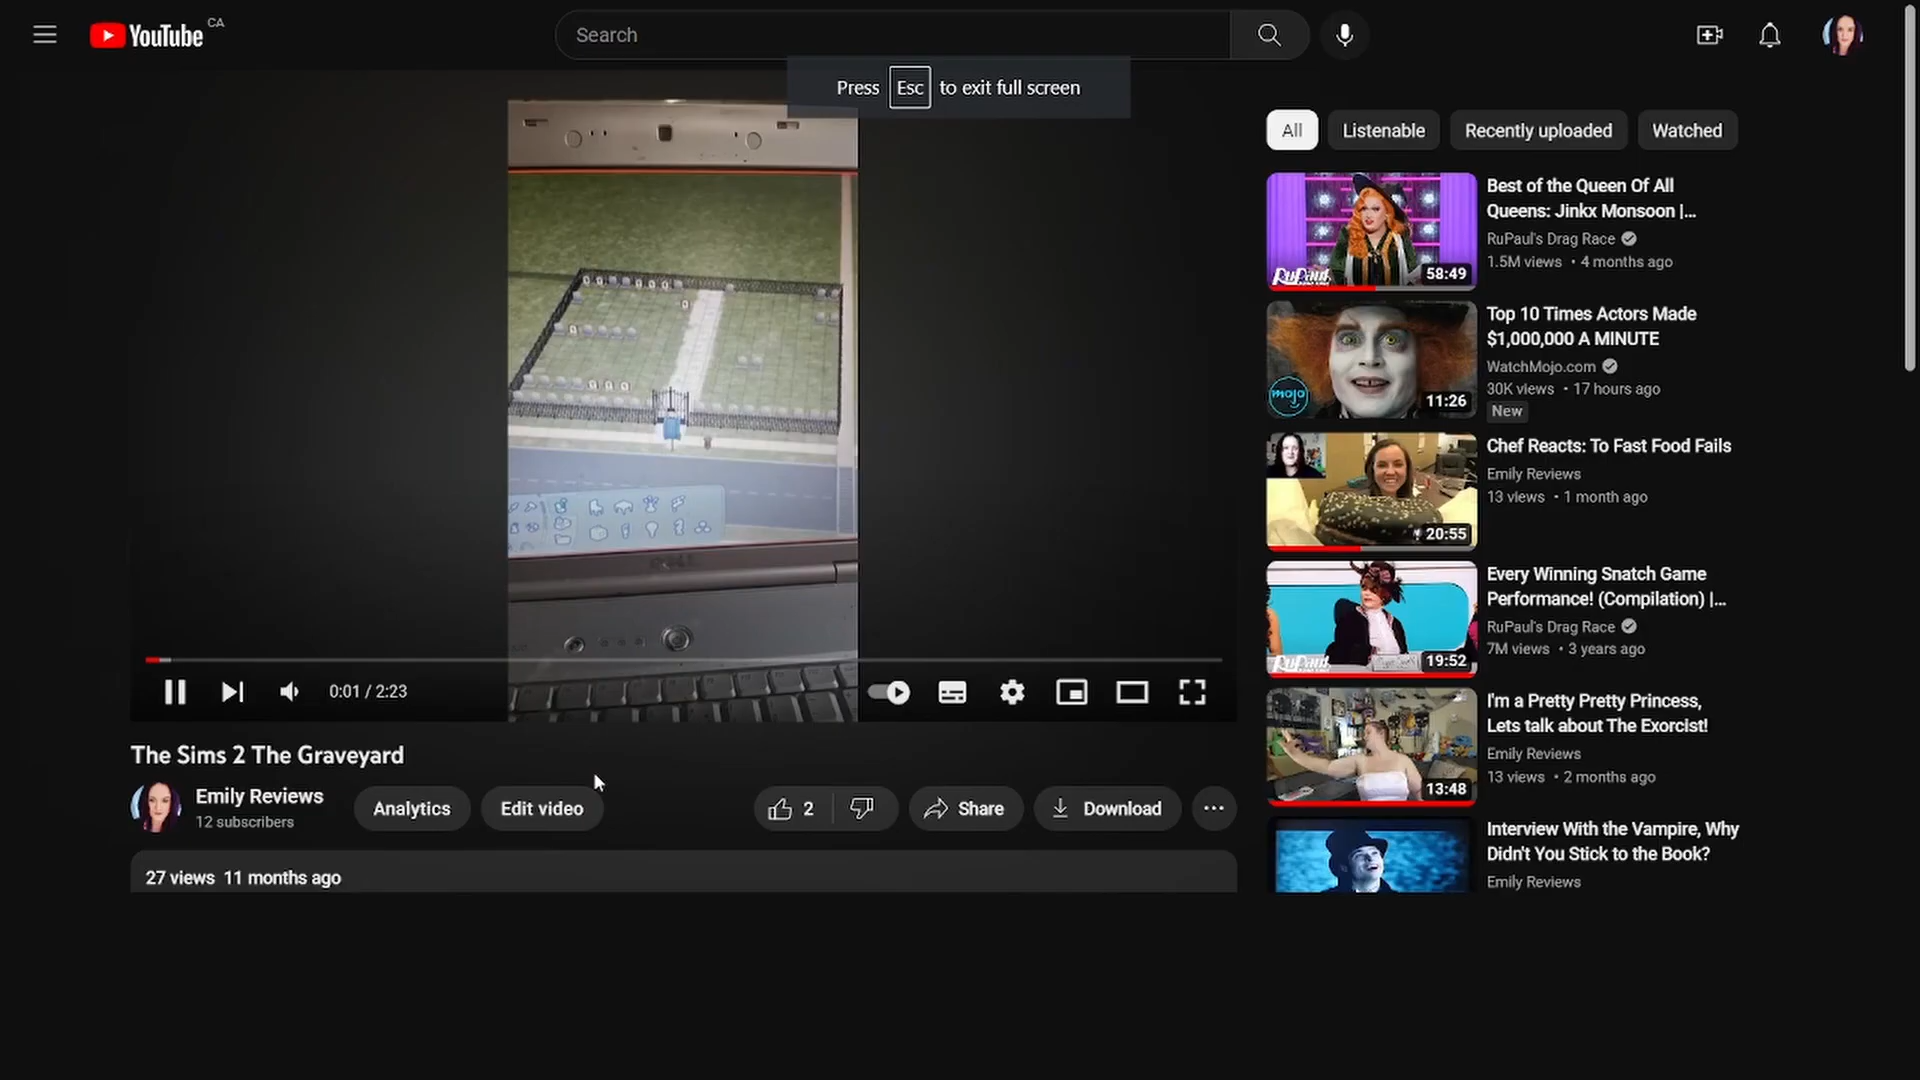 YouTube CA
Search
Press Esc to exit full screen
0:01 / 2:23
The Sims 2 The Graveyard
Emily Reviews
12 subscribers
Analytics
Edit video
2
Share
Download
27 views 11 months ago
All
Listenable
Recently uploaded
Watched
RuPaul's
58:49
Best of the Queen Of All
Queens: Jinkx Monsoon |...
RuPaul's Drag Race
1.5M views • 4 months ago
mojo
11:26
Top 10 Times Actors Made
$1,000,000 A MINUTE
WatchMojo.com
30K views • 17 hours ago
New
20:55
Chef Reacts: To Fast Food Fails
Emily Reviews
13 views • 1 month ago
RuPaul's
19:52
Every Winning Snatch Game
Performance! (Compilation) |...
RuPaul's Drag Race
7M views • 3 years ago
13:48
I'm a Pretty Pretty Princess,
Lets talk about The Exorcist!
Emily Reviews
13 views • 2 months ago
Interview With the Vampire, Why
Didn't You Stick to the Book?
Emily Reviews